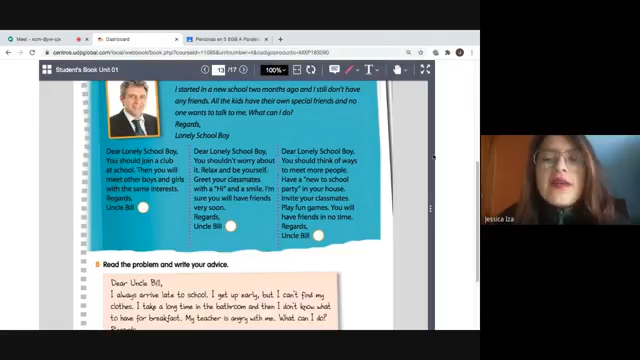 Meet - xcm-djyw-cjx
Dashboard
Personas en 5 EGB A Paralelo
centros.udpglobal.com/local/webbook/book.php?courseid=11095&unitnumber=1&codigoproducto=MXP183090
Student's Book Unit 01
13 /17
100%
I started in a new school two months ago and I still don't have
any friends. All the kids have their own special friends and no
one wants to talk to me, What can I do?
Regards,
Lonely School Boy
Dear Lonely School Boy,
You should join a club
at school. Then you will
meet other boys and girls
with the same interests.
Regards,
Uncle Bill
Dear Lonely School Boy,
You shouldn't worry about
it. Relax and be yourself.
Greet your classmates
with a "Hi" and a smile. I'm
sure you will have friends
very soon.
Regards,
Uncle Bill
Dear Lonely School Boy,
You should think of ways
to meet more people.
Have a "new to school
party" in your house.
Invite your classmates.
Play fun games. You will
have friends in no time.
Regards,
Uncle Bill
B Read the problem and write your advice.
Dear Uncle Bill,
I always arrive late to school. I get up early, but I can't find my
clothes. I take a long time in the bathroom and then I don't know what
to have for breakfast. My teacher is angry with me. What can I do?
Regards
Jessica Iza